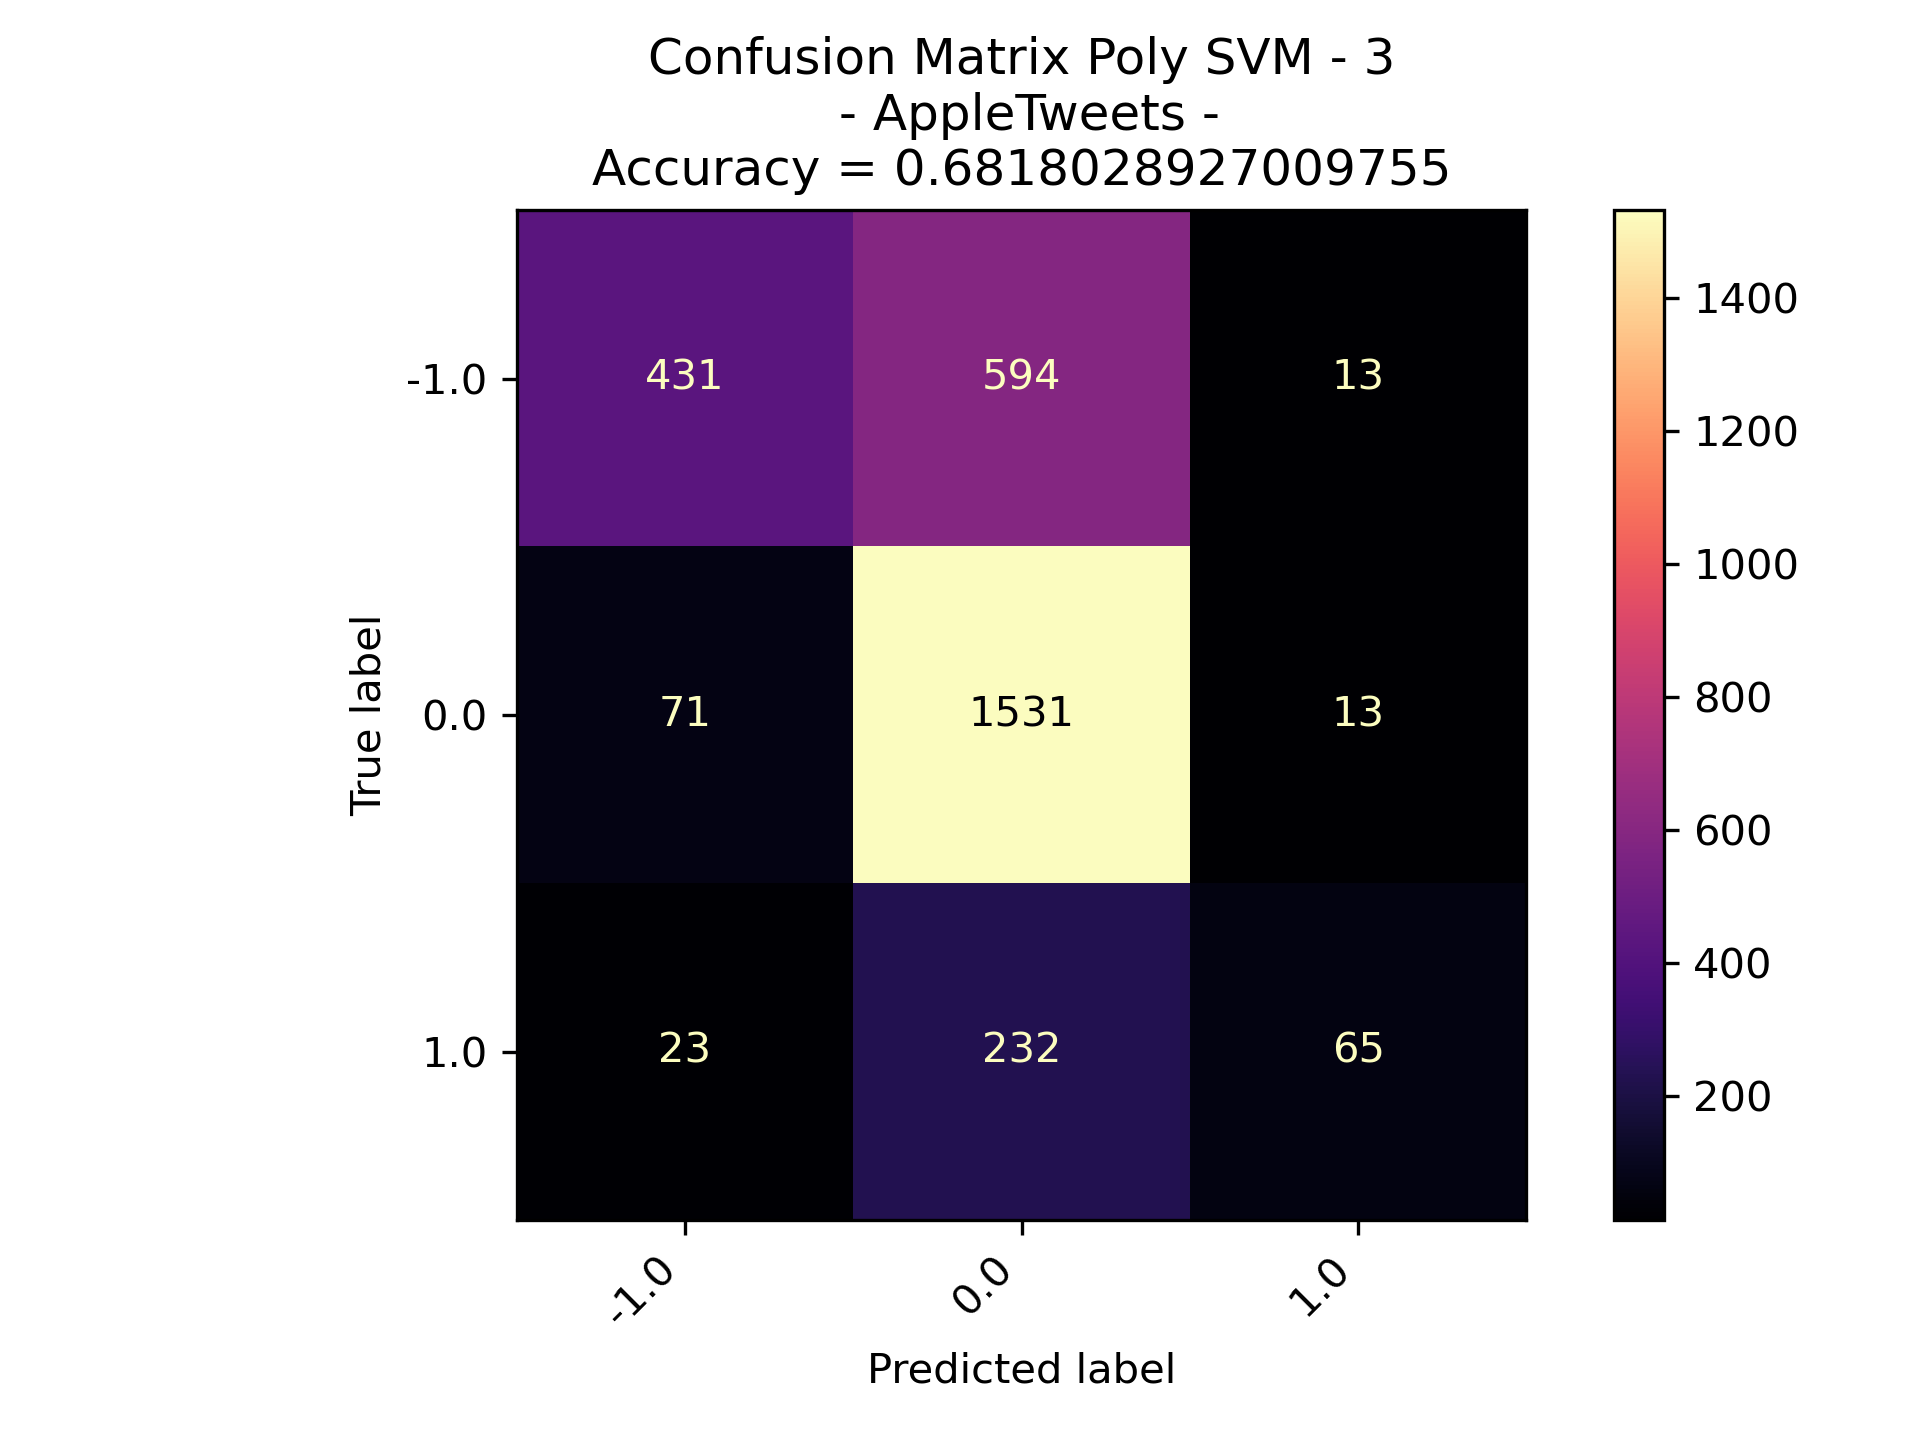 Confusion Matrix Poly SVM - 3
- AppleTweets -
Accuracy = 0.6818028927009755
True label
-1.0
431 594 13
0.0
71 1531 13
1.0
23 232 65
-1.0 0.0 1.0
Predicted label
1400
1200
1000
800
600
400
200